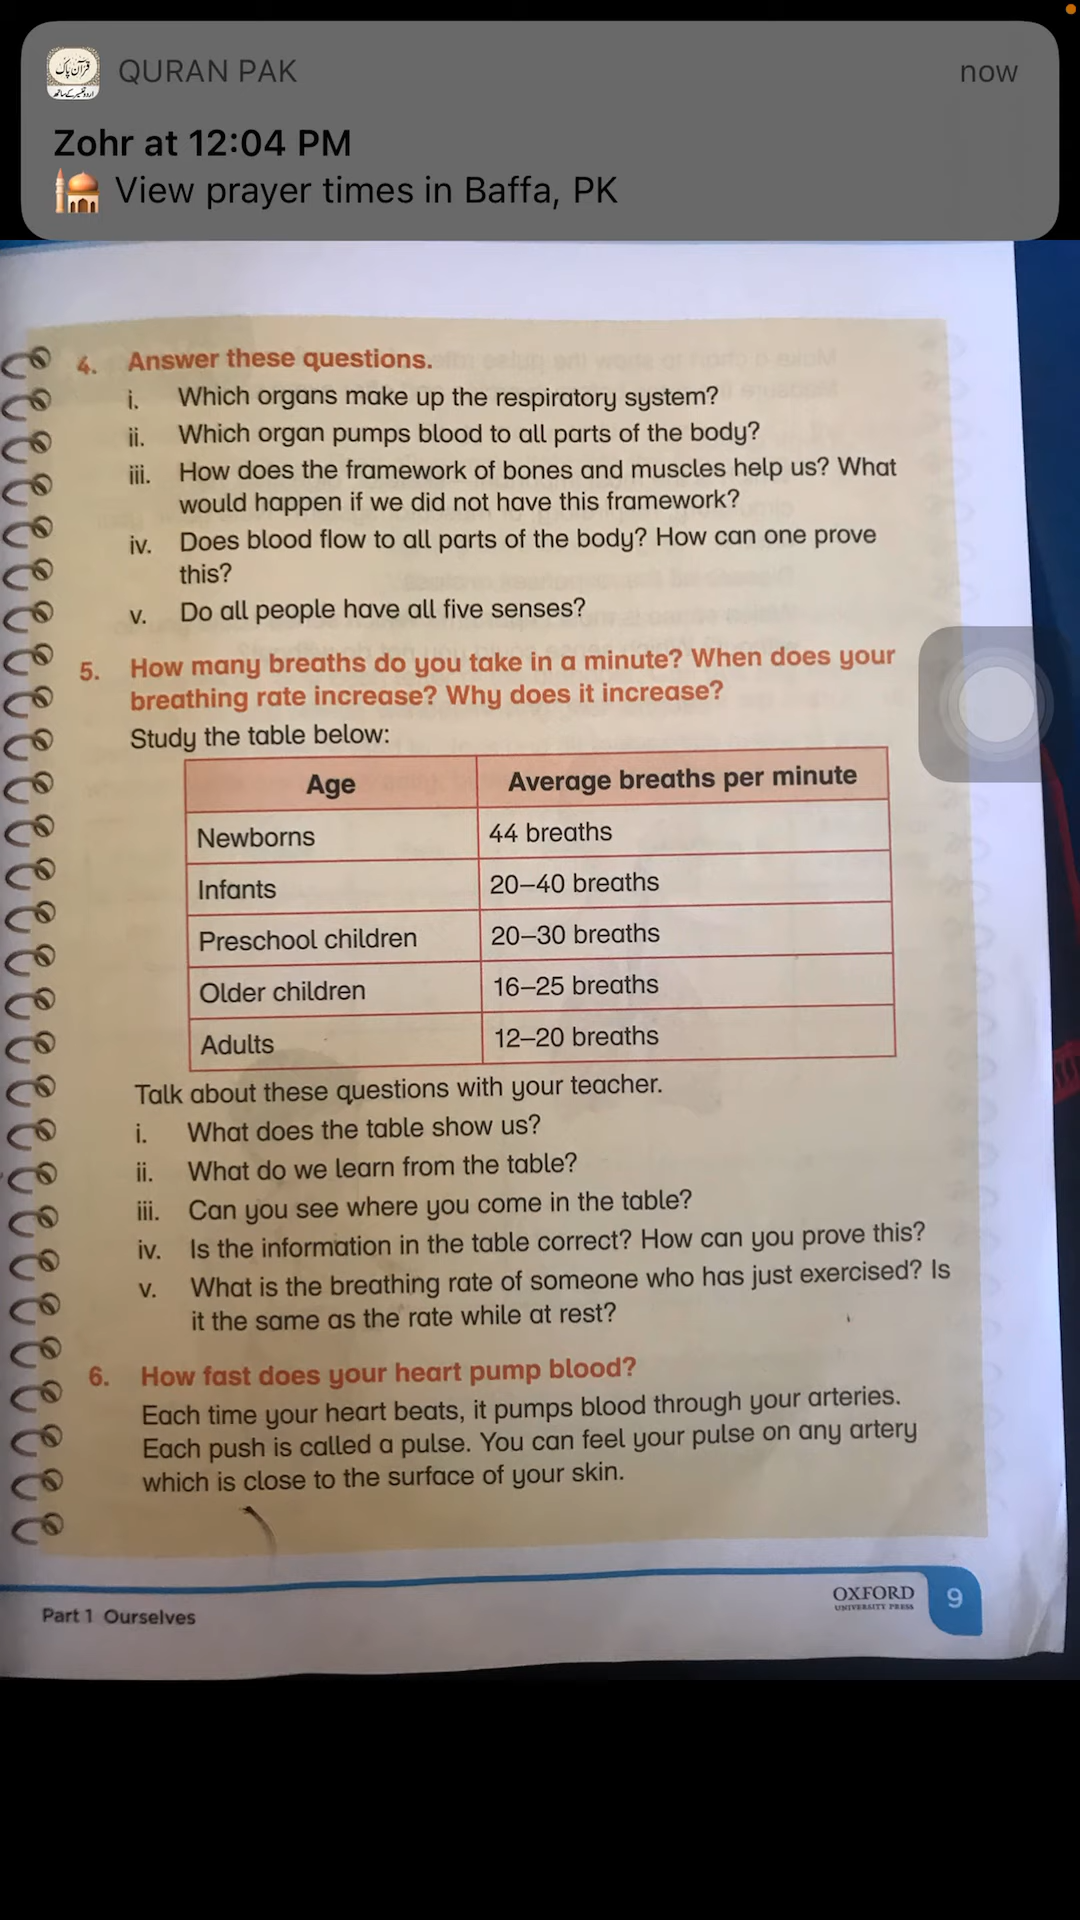 QURAN PAK now
Zohr at 12:04 PM
🕌 View prayer times in Baffa, PK
4. Answer these questions.
i. Which organs make up the respiratory system?
ii. Which organ pumps blood to all parts of the body?
iii. How does the framework of bones and muscles help us? What
would happen if we did not have this framework?
iv. Does blood flow to all parts of the body? How can one prove
this?
v. Do all people have all five senses?
5. How many breaths do you take in a minute? When does your
breathing rate increase? Why does it increase?
Study the table below:
Age Average breaths per minute
Newborns 44 breaths
Infants 20–40 breaths
Preschool children 20–30 breaths
Older children 16–25 breaths
Adults 12–20 breaths
Talk about these questions with your teacher.
i. What does the table show us?
ii. What do we learn from the table?
iii. Can you see where you come in the table?
iv. Is the information in the table correct? How can you prove this?
v. What is the breathing rate of someone who has just exercised? Is
it the same as the rate while at rest?
6. How fast does your heart pump blood?
Each time your heart beats, it pumps blood through your arteries.
Each push is called a pulse. You can feel your pulse on any artery
which is close to the surface of your skin.
Part 1 Ourselves
OXFORD
UNIVERSITY PRESS
9